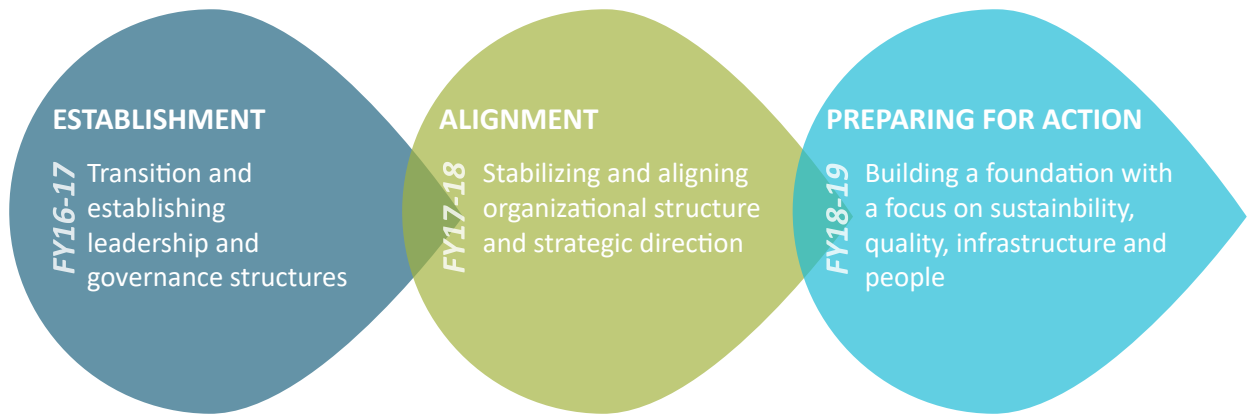 ESTABLISHMENT
FY16-17
Transition and
establishing
leadership and
governance structures
ALIGNMENT
FY17-18
Stabilizing and aligning
organizational structure
and strategic direction
PREPARING FOR ACTION
FY18-19
Building a foundation with
a focus on sustainbility,
quality, infrastructure and
people